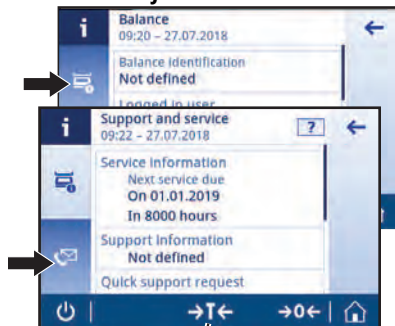 Balance
09:20 – 27.07.2018
Balance identification
Not defined
Logged in user
Support and service
09:22 – 27.07.2018
?
Service information
Next service due
On 01.01.2019
In 8000 hours
Support information
Not defined
Quick support request
→T←
→0←